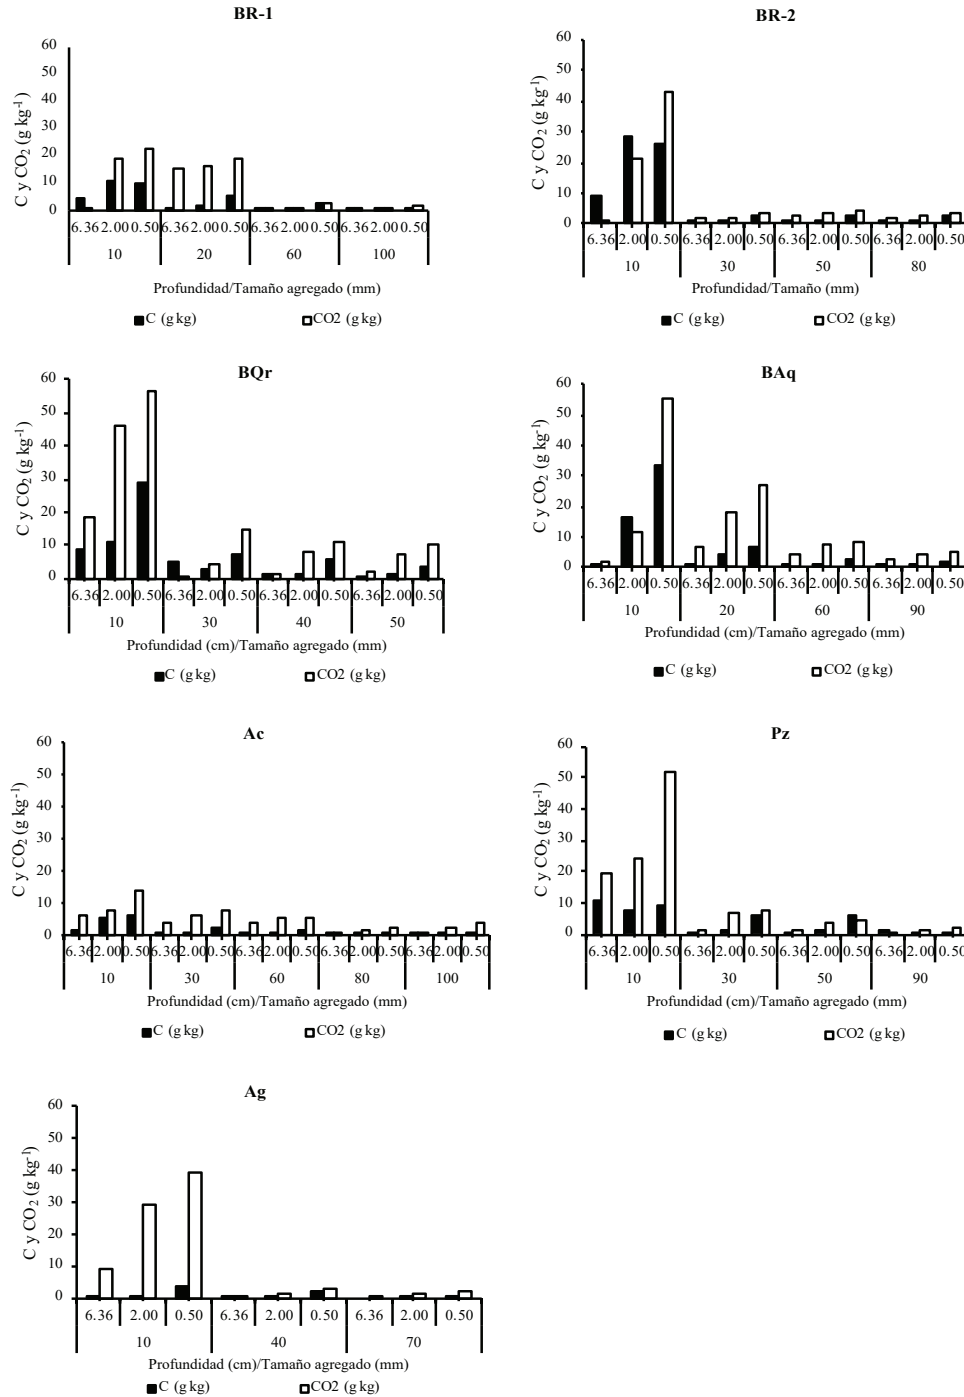 BR-1
60
50
40
30
20
10
0
C y CO2 (g kg-1)
6.36 2.00 0.50 6.36 2.00 0.50 6.36 2.00 0.50 6.36 2.00 0.50
10 20 60 100
Profundidad/Tamaño agregado (mm)
C (g kg) CO2 (g kg)
BR-2
60
50
40
30
20
10
0
C y CO2 (g kg-1)
6.36 2.00 0.50 6.36 2.00 0.50 6.36 2.00 0.50 6.36 2.00 0.50
10 30 50 80
Profundidad/Tamaño (mm)
C (g kg) CO2 (g kg)
BQr
60
50
40
30
20
10
0
C y CO2 (g kg-1)
6.36 2.00 0.50 6.36 2.00 0.50 6.36 2.00 0.50 6.36 2.00 0.50
10 30 40 50
Profundidad (cm)/Tamaño agregado (mm)
C (g kg) CO2 (g kg)
BAq
60
50
40
30
20
10
0
C y CO2 (g kg-1)
6.36 2.00 0.50 6.36 2.00 0.50 6.36 2.00 0.50 6.36 2.00 0.50
10 20 60 90
Profundidad (cm)/Tamaño agregado (mm)
C (g kg) CO2 (g kg)
Ac
60
50
40
30
20
10
0
C y CO2 (g kg-1)
6.36 2.00 0.50 6.36 2.00 0.50 6.36 2.00 0.50 6.36 2.00 0.50 6.36 2.00 0.50
10 30 60 80 100
Profundidad (cm)/Tamaño agregado (mm)
C (g kg) CO2 (g kg)
Pz
60
50
40
30
20
10
0
C y CO2 (g kg-1)
6.36 2.00 0.50 6.36 2.00 0.50 6.36 2.00 0.50 6.36 2.00 0.50
10 30 50 90
Profundidad (cm)/Tamaño agregado (mm)
C (g kg) CO2 (g kg)
Ag
60
50
40
30
20
10
0
C y CO2 (g kg-1)
6.36 2.00 0.50 6.36 2.00 0.50 6.36 2.00 0.50
10 40 70
Profundidad (cm)/Tamaño agregado (mm)
C (g kg) CO2 (g kg)